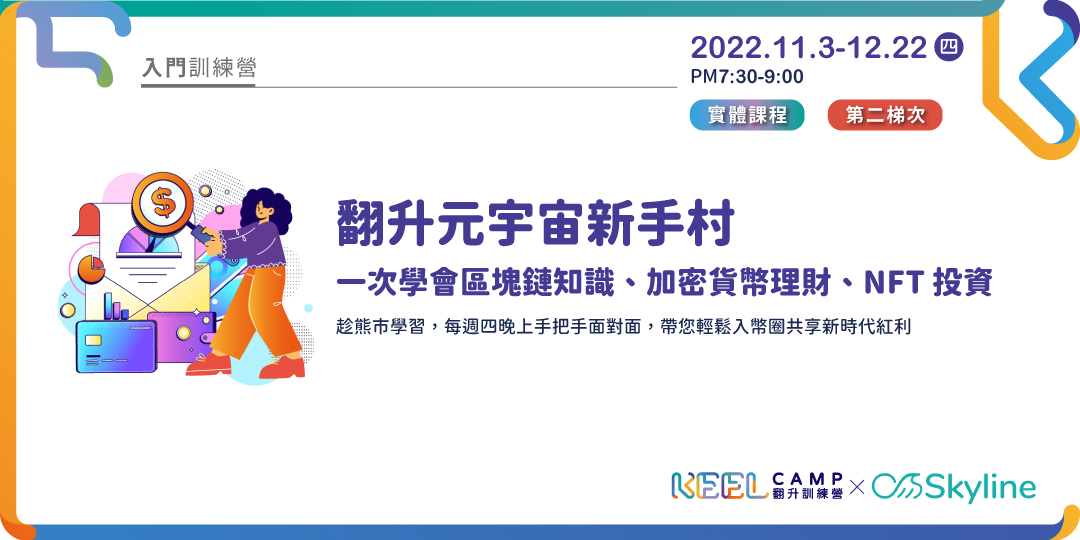 入門訓練營
2022.11.3-12.22 四
PM7:30-9:00
實體課程
第二梯次
$
翻升元宇宙新手村
一次學會區塊鏈知識、加密貨幣理財、NFT 投資
趁熊市學習，每週四晚上手把手面對面，帶您輕鬆入幣圈共享新時代紅利
KEEL CAMP
翻升訓練營
× Skyline